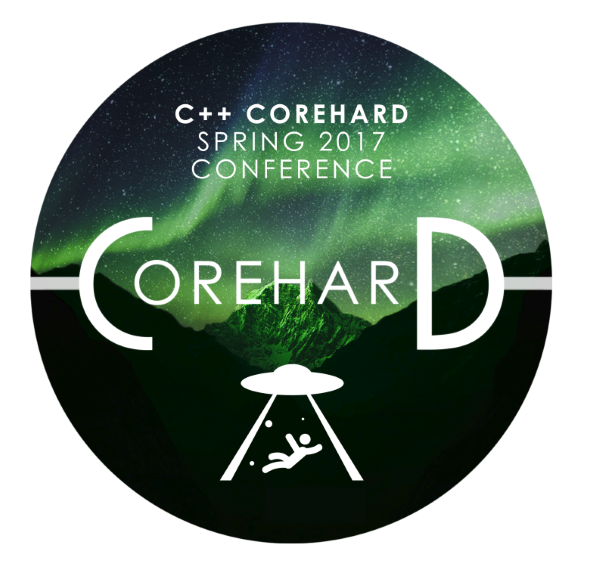 C++ COREHARD
SPRING 2017
CONFERENCE
COREHARD